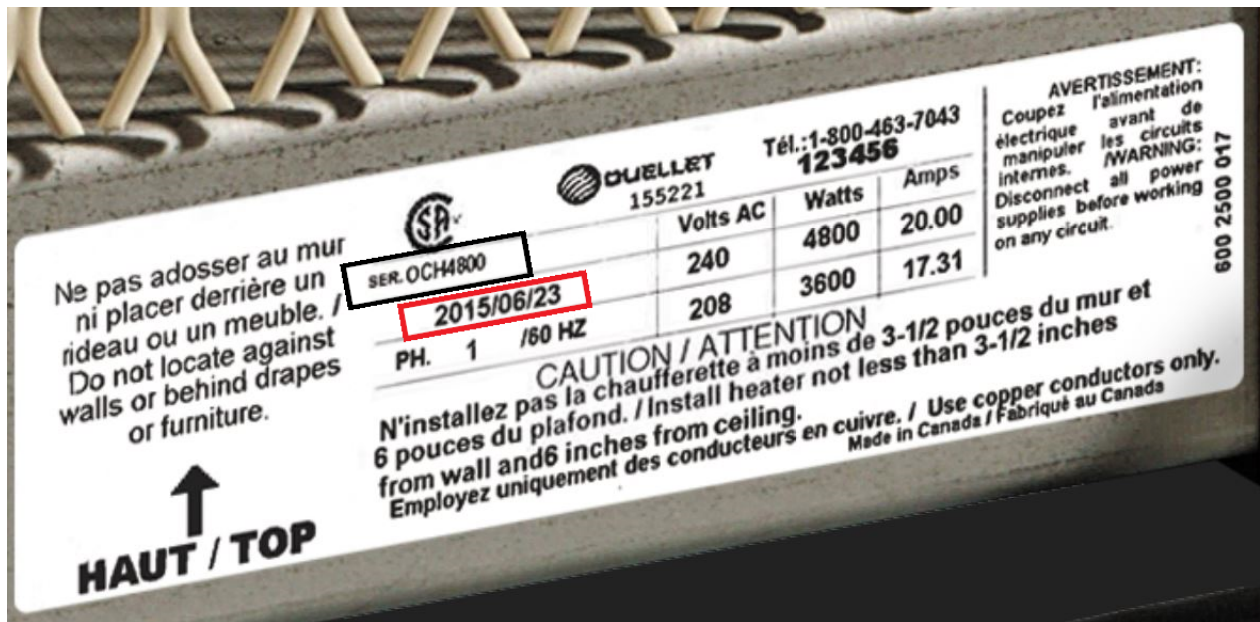 Ne pas adosser au mur
ni placer derrière un
rideau ou un meuble. /
Do not locate against
walls or behind drapes
or furniture.
HAUT / TOP
SA
OUELLET
155221
Tél.:1-800-463-7043
123456
Volts AC Watts Amps
SER. OCH4800
240 4800 20.00
2015/06/23
208 3600 17.31
PH. 1 /60 HZ
CAUTION / ATTENTION
N'installez pas la chaufferette à moins de 3-1/2 pouces du mur et
6 pouces du plafond. / Install heater not less than 3-1/2 inches
from wall and6 inches from ceiling.
Employez uniquement des conducteurs en cuivre. / Use copper conductors only.
Made in Canada / Fabriqué au Canada
AVERTISSEMENT:
Coupez l'alimentation
électrique avant de
manipuler les circuits
internes. /WARNING:
Disconnect all power
supplies before working
on any circuit.
600 2500 017